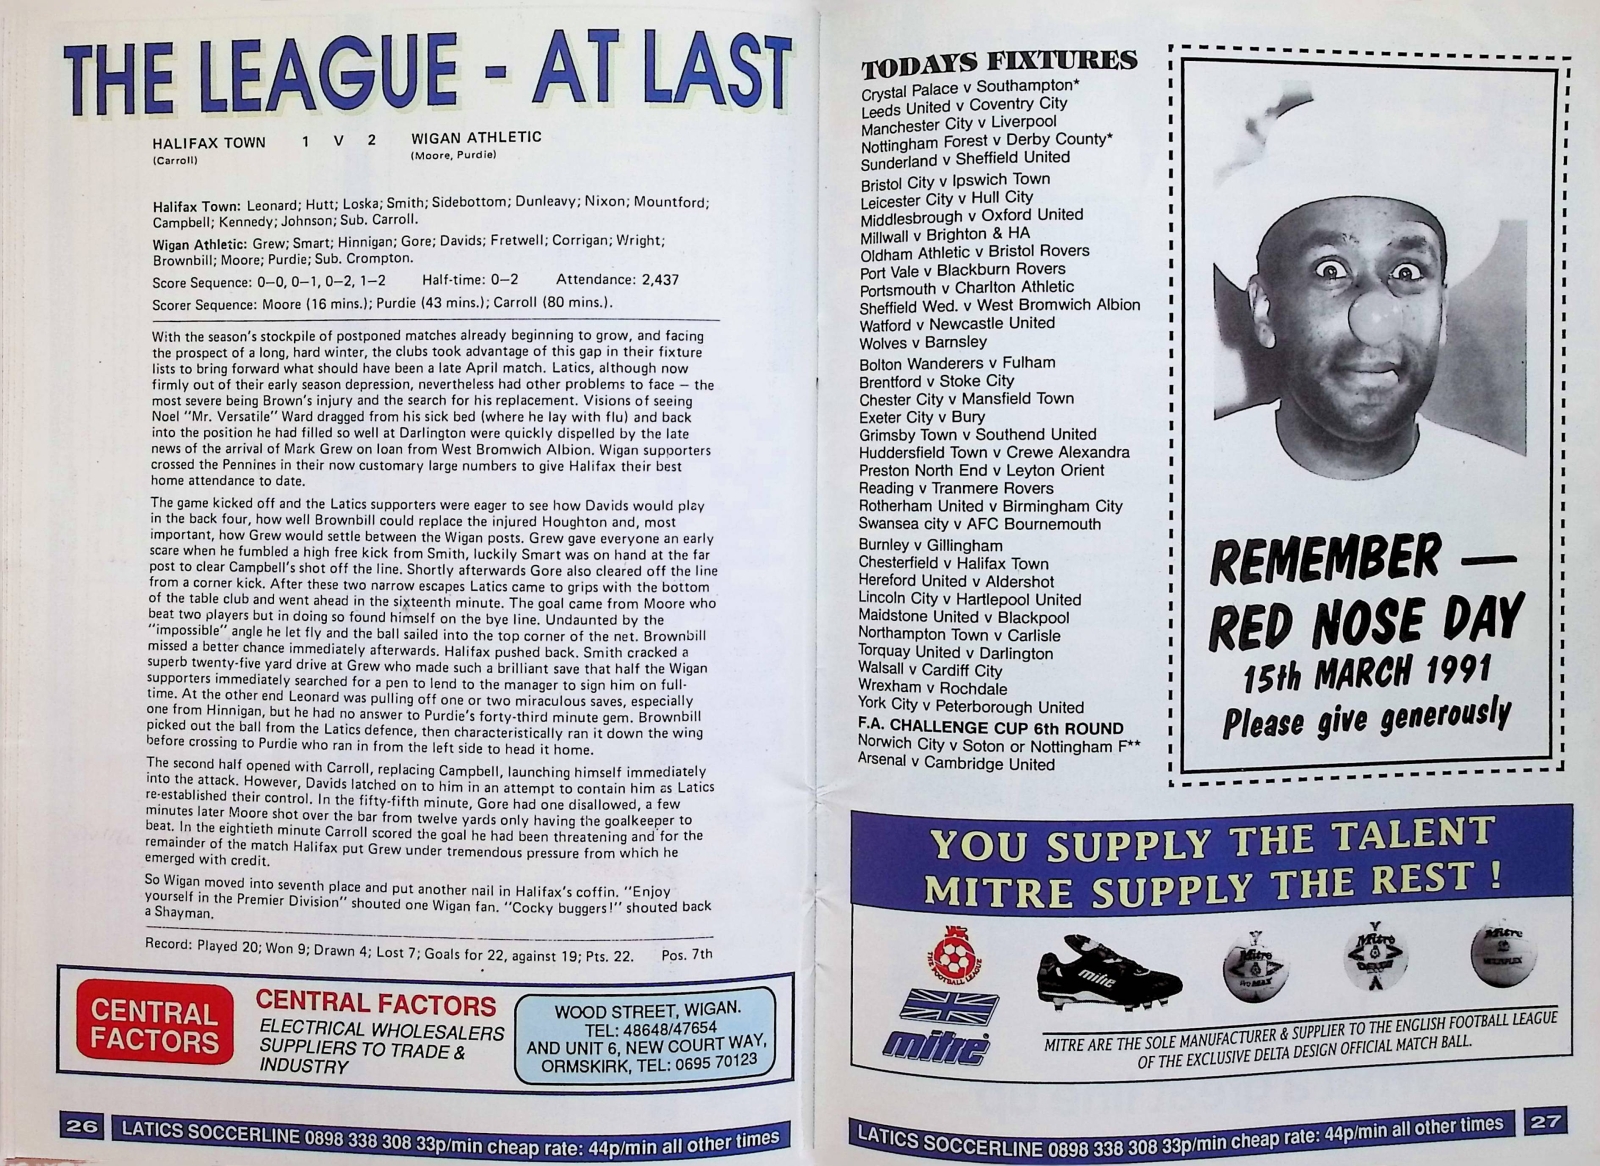 THE LEAGUE - AT LAST
HALIFAX TOWN 1 V 2 WIGAN ATHLETIC
(Carroll) (Moore, Purdie)
Halifax Town: Leonard; Hutt; Loska; Smith; Sidebottom; Dunleavy; Nixon; Mountford;
Campbell; Kennedy; Johnson; Sub. Carroll.
Wigan Athletic: Grew; Smart; Hinnigan; Gore; Davids; Fretwell; Corrigan; Wright;
Brownbill; Moore; Purdie; Sub. Crompton.
Score Sequence: 0–0, 0–1, 0–2, 1–2 Half-time: 0–2 Attendance: 2,437
Scorer Sequence: Moore (16 mins.); Purdie (43 mins.); Carroll (80 mins.).
With the season's stockpile of postponed matches already beginning to grow, and facing
the prospect of a long, hard winter, the clubs took advantage of this gap in their fixture
lists to bring forward what should have been a late April match. Latics, although now
firmly out of their early season depression, nevertheless had other problems to face – the
most severe being Brown's injury and the search for his replacement. Visions of seeing
Noel "Mr. Versatile" Ward dragged from his sick bed (where he lay with flu) and back
into the position he had filled so well at Darlington were quickly dispelled by the late
news of the arrival of Mark Grew on loan from West Bromwich Albion. Wigan supporters
crossed the Pennines in their now customary large numbers to give Halifax their best
home attendance to date.
The game kicked off and the Latics supporters were eager to see how Davids would play
in the back four, how well Brownbill could replace the injured Houghton and, most
important, how Grew would settle between the Wigan posts. Grew gave everyone an early
scare when he fumbled a high free kick from Smith, luckily Smart was on hand at the far
post to clear Campbell's shot off the line. Shortly afterwards Gore also cleared off the line
from a corner kick. After these two narrow escapes Latics came to grips with the bottom
of the table club and went ahead in the sixteenth minute. The goal came from Moore who
beat two players but in doing so found himself on the bye line. Undaunted by the
"impossible" angle he let fly and the ball sailed into the top corner of the net. Brownbill
missed a better chance immediately afterwards. Halifax pushed back. Smith cracked a
superb twenty-five yard drive at Grew who made such a brilliant save that half the Wigan
supporters immediately searched for a pen to lend to the manager to sign him on full-
time. At the other end Leonard was pulling off one or two miraculous saves, especially
one from Hinnigan, but he had no answer to Purdie's forty-third minute gem. Brownbill
picked out the ball from the Latics defence, then characteristically ran it down the wing
before crossing to Purdie who ran in from the left side to head it home.
The second half opened with Carroll, replacing Campbell, launching himself immediately
into the attack. However, Davids latched on to him in an attempt to contain him as Latics
re-established their control. In the fifty-fifth minute, Gore had one disallowed, a few
minutes later Moore shot over the bar from twelve yards only having the goalkeeper to
beat. In the eightieth minute Carroll scored the goal he had been threatening and for the
remainder of the match Halifax put Grew under tremendous pressure from which he
emerged with credit.
So Wigan moved into seventh place and put another nail in Halifax's coffin. "Enjoy
yourself in the Premier Division" shouted one Wigan fan. "Cocky buggers!" shouted back
a Shayman.
Record: Played 20; Won 9; Drawn 4; Lost 7; Goals for 22, against 19; Pts. 22. Pos. 7th
CENTRAL
FACTORS
CENTRAL FACTORS
ELECTRICAL WHOLESALERS
SUPPLIERS TO TRADE &
INDUSTRY
WOOD STREET, WIGAN.
TEL: 48648/47654
AND UNIT 6, NEW COURT WAY,
ORMSKIRK, TEL: 0695 70123
26 LATICS SOCCERLINE 0898 338 308 33p/min cheap rate: 44p/min all other times
TODAYS FIXTURES
Crystal Palace v Southampton*
Leeds United v Coventry City
Manchester City v Liverpool
Nottingham Forest v Derby County*
Sunderland v Sheffield United
Bristol City v Ipswich Town
Leicester City v Hull City
Middlesbrough v Oxford United
Millwall v Brighton & HA
Oldham Athletic v Bristol Rovers
Port Vale v Blackburn Rovers
Portsmouth v Charlton Athletic
Sheffield Wed. v West Bromwich Albion
Watford v Newcastle United
Wolves v Barnsley
Bolton Wanderers v Fulham
Brentford v Stoke City
Chester City v Mansfield Town
Exeter City v Bury
Grimsby Town v Southend United
Huddersfield Town v Crewe Alexandra
Preston North End v Leyton Orient
Reading v Tranmere Rovers
Rotherham United v Birmingham City
Swansea city v AFC Bournemouth
Burnley v Gillingham
Chesterfield v Halifax Town
Hereford United v Aldershot
Lincoln City v Hartlepool United
Maidstone United v Blackpool
Northampton Town v Carlisle
Torquay United v Darlington
Walsall v Cardiff City
Wrexham v Rochdale
York City v Peterborough United
F.A. CHALLENGE CUP 6th ROUND
Norwich City v Soton or Nottingham F**
Arsenal v Cambridge United
REMEMBER —
RED NOSE DAY
15th MARCH 1991
Please give generously
YOU SUPPLY THE TALENT
MITRE SUPPLY THE REST !
THE FOOTBALL LEAGUE
mitre
mitre
Mitre
PRO MAX
Mitre
DELTA
Mitre
MULTIPLEX
MITRE ARE THE SOLE MANUFACTURER & SUPPLIER TO THE ENGLISH FOOTBALL LEAGUE
OF THE EXCLUSIVE DELTA DESIGN OFFICIAL MATCH BALL.
LATICS SOCCERLINE 0898 338 308 33p/min cheap rate: 44p/min all other times 27